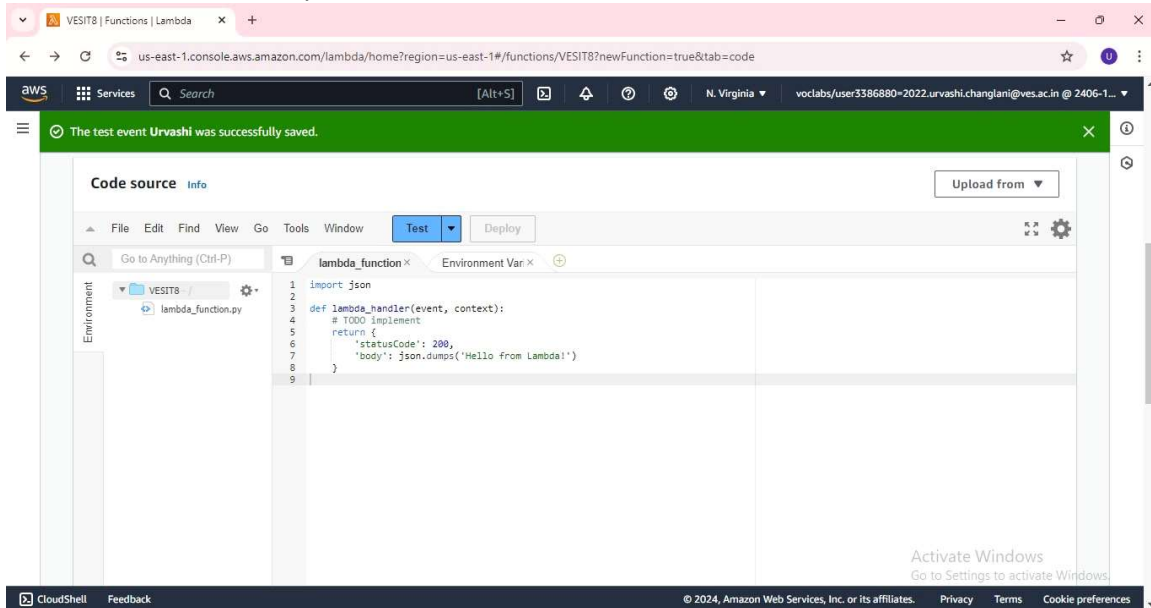 VESIT8 | Functions | Lambda
us-east-1.console.aws.amazon.com/lambda/home?region=us-east-1#/functions/VESIT8?newFunction=true&tab=code
U
aws Services Search [Alt+S] N. Virginia voclabs/user3386880=2022.urvashi.changlani@ves.ac.in @ 2406-1...
The test event Urvashi was successfully saved.
Code source Info
Upload from
File Edit Find View Go Tools Window Test Deploy
Go to Anything (Ctrl-P)
lambda_function Environment Var
Environment
VESIT8 - /
lambda_function.py
1 import json
2
3 def lambda_handler(event, context):
4 # TODO implement
5 return {
6 'statusCode': 200,
7 'body': json.dumps('Hello from Lambda!')
8 }
9
Activate Windows
Go to Settings to activate Windows.
CloudShell Feedback © 2024, Amazon Web Services, Inc. or its affiliates. Privacy Terms Cookie preferences